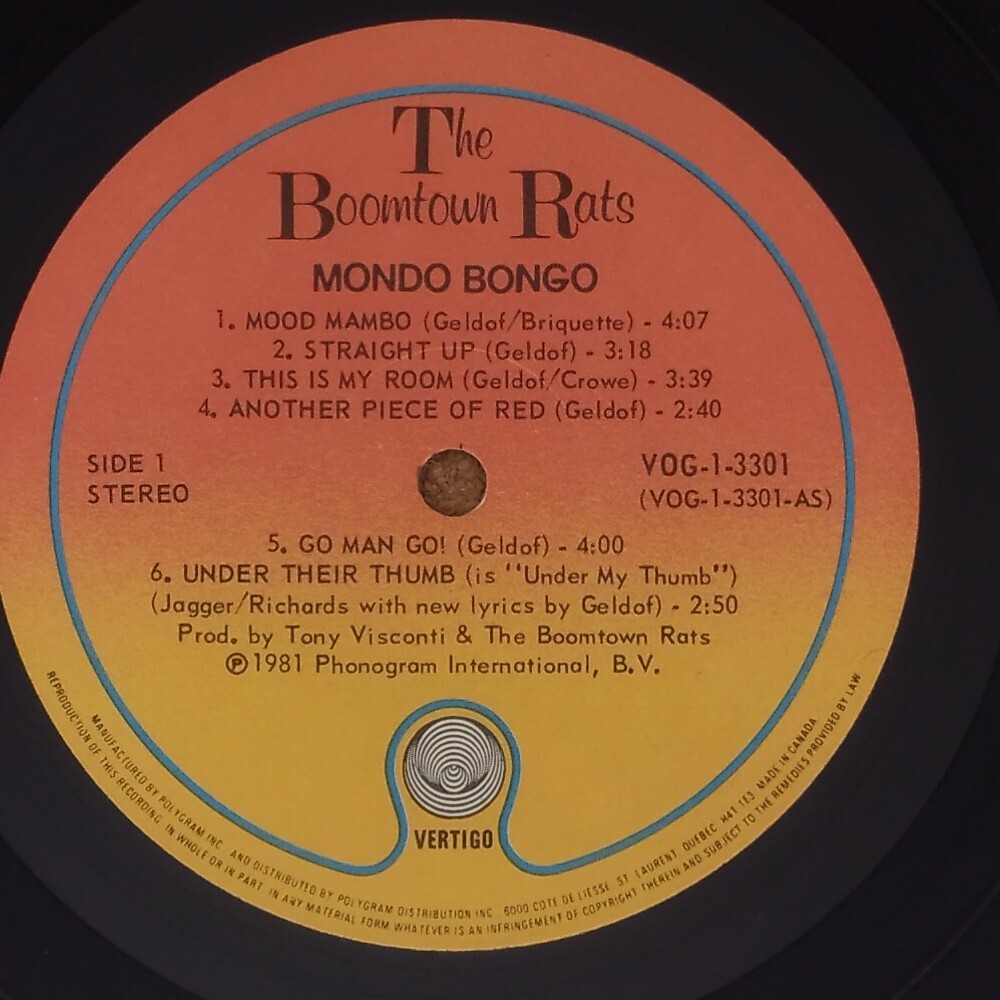 The
Boomtown Rats
MONDO BONGO
1. MOOD MAMBO (Geldof/Briquette) - 4:07
2. STRAIGHT UP (Geldof) - 3:18
3. THIS IS MY ROOM (Geldof/Crowe) - 3:39
4. ANOTHER PIECE OF RED (Geldof) - 2:40
SIDE 1
STEREO
VOG-1-3301
(VOG-1-3301-AS)
5. GO MAN GO! (Geldof) - 4:00
6. UNDER THEIR THUMB (is "Under My Thumb")
(Jagger/Richards with new lyrics by Geldof) - 2:50
Prod. by Tony Visconti & The Boomtown Rats
℗1981 Phonogram International, B.V.
VERTIGO
MANUFACTURED BY POLYGRAM INC. AND DISTRIBUTED BY POLYGRAM DISTRIBUTION INC. 6000 COTE DE LIESSE, ST. LAURENT, QUEBEC H4T 1E3 MADE IN CANADA
REPRODUCTION OF THIS RECORDING, IN WHOLE OR IN PART, IN ANY MATERIAL FORM WHATEVER IS AN INFRINGEMENT OF COPYRIGHT THEREIN AND SUBJECT TO THE REMEDIES PROVIDED BY LAW